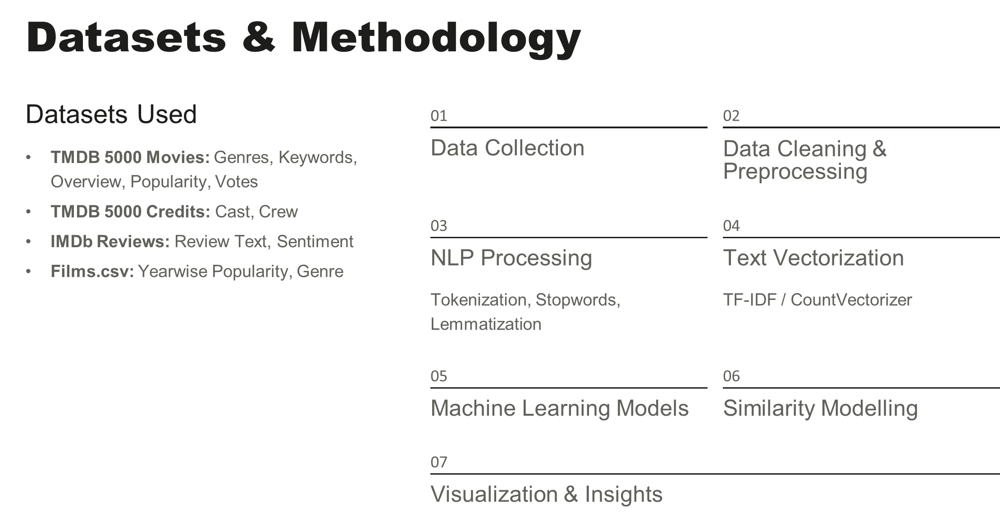 Datasets & Methodology
Datasets Used
• TMDB 5000 Movies: Genres, Keywords,
Overview, Popularity, Votes
• TMDB 5000 Credits: Cast, Crew
• IMDb Reviews: Review Text, Sentiment
• Films.csv: Yearwise Popularity, Genre
01
Data Collection
02
Data Cleaning &
Preprocessing
03
NLP Processing
Tokenization, Stopwords,
Lemmatization
04
Text Vectorization
TF-IDF / CountVectorizer
05
Machine Learning Models
06
Similarity Modelling
07
Visualization & Insights